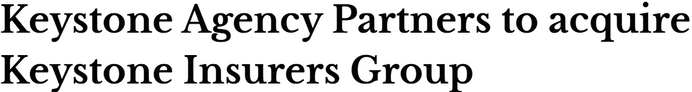 Keystone Agency Partners to acquire
Keystone Insurers Group